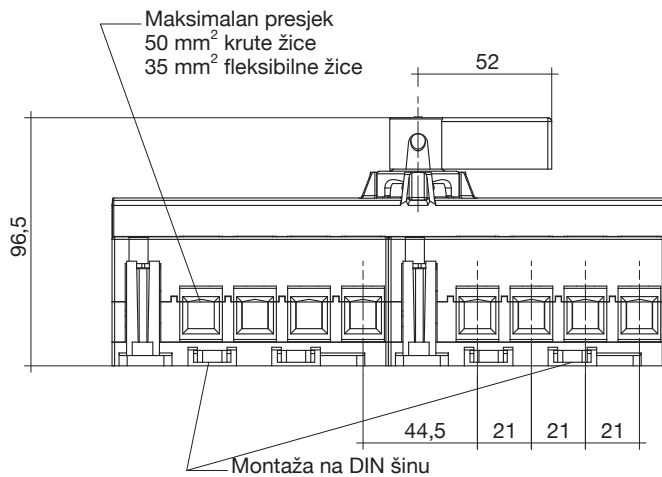 Maksimalan presjek
50 mm² krute žice
35 mm² fleksibilne žice
52
96,5
44,5
21
21
21
Montaža na DIN šinu